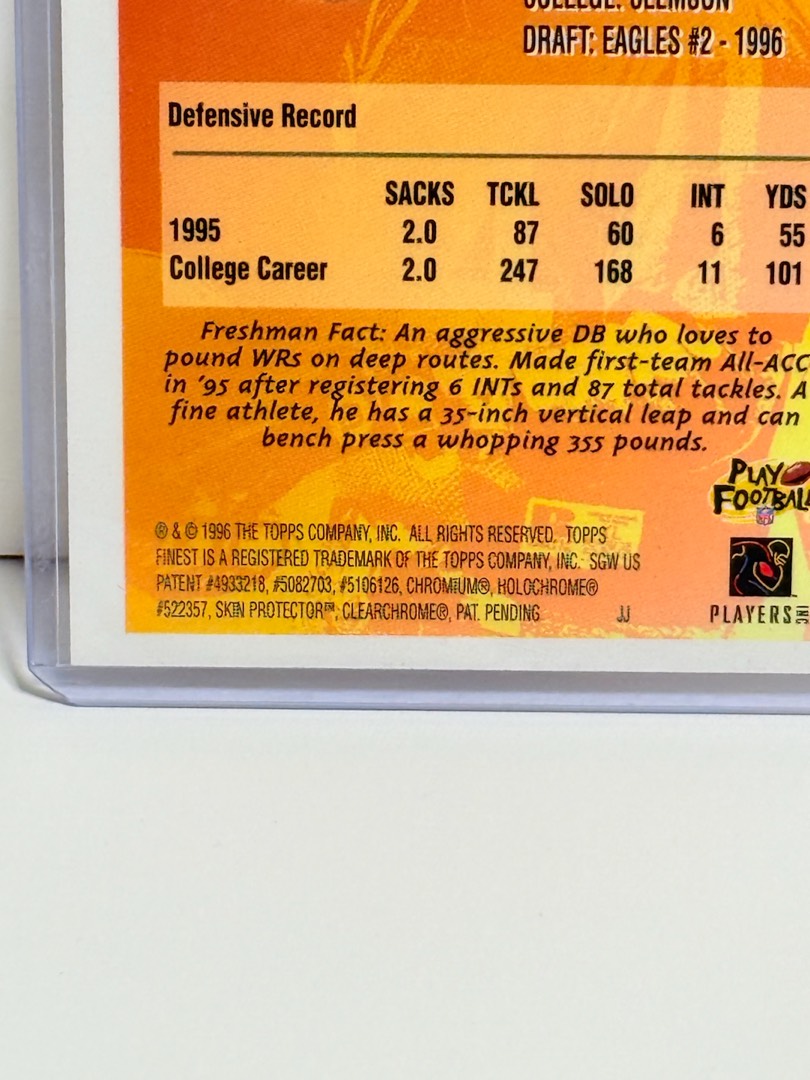 COLLEGE: CLEMSON
DRAFT: EAGLES #2 - 1996
Defensive Record
SACKS TCKL SOLO INT YDS
1995 2.0 87 60 6 55
College Career 2.0 247 168 11 101
Freshman Fact: An aggressive DB who loves to
pound WRs on deep routes. Made first-team All-ACC
in '95 after registering 6 INTs and 87 total tackles. A
fine athlete, he has a 35-inch vertical leap and can
bench press a whopping 355 pounds.
PLAY
FOOTBALL
NFL
® & © 1996 THE TOPPS COMPANY, INC. ALL RIGHTS RESERVED. TOPPS
FINEST IS A REGISTERED TRADEMARK OF THE TOPPS COMPANY, INC. SGW US
PATENT #4933218, #5082703, #5106126, CHROMIUM®, HOLOCHROME®
#522357, SKIN PROTECTOR™, CLEARCHROME®, PAT. PENDING JJ
PLAYERS INC